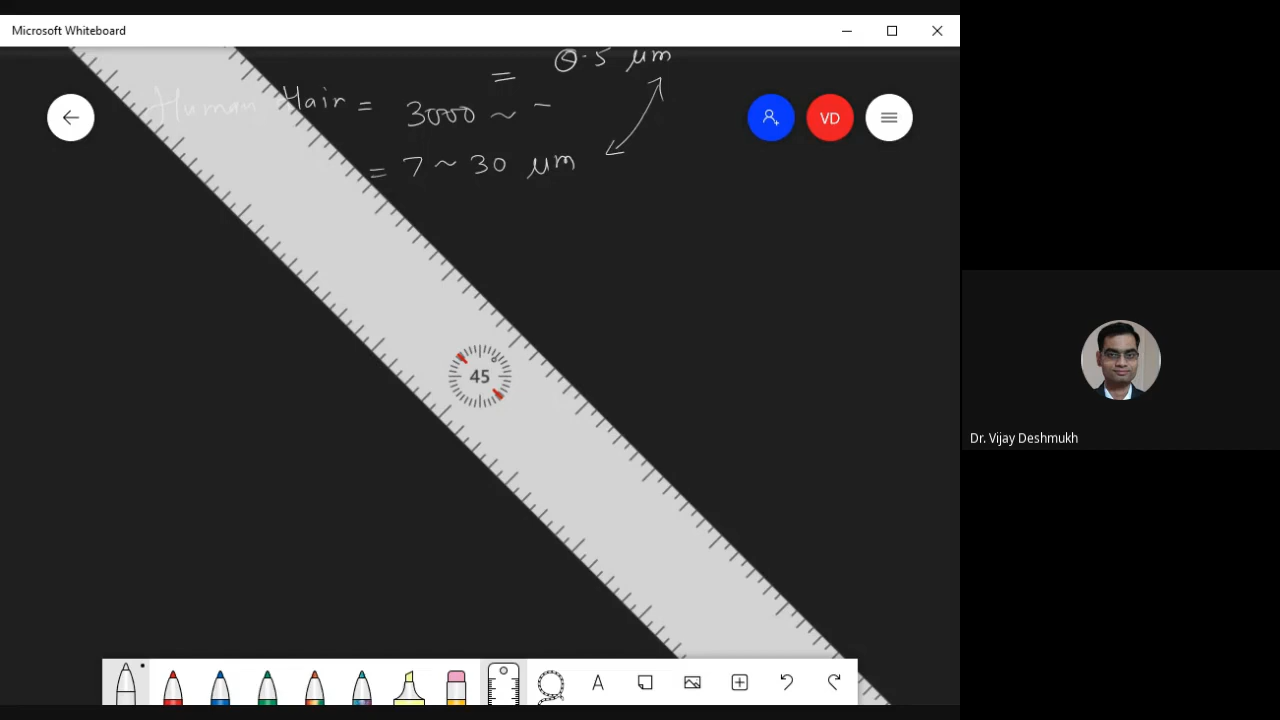 Microsoft Whiteboard
= 0.5 μm
Human Hair = 3000 ~ -
= 7 ~ 30 μm
VD
45
Dr. Vijay Deshmukh
A